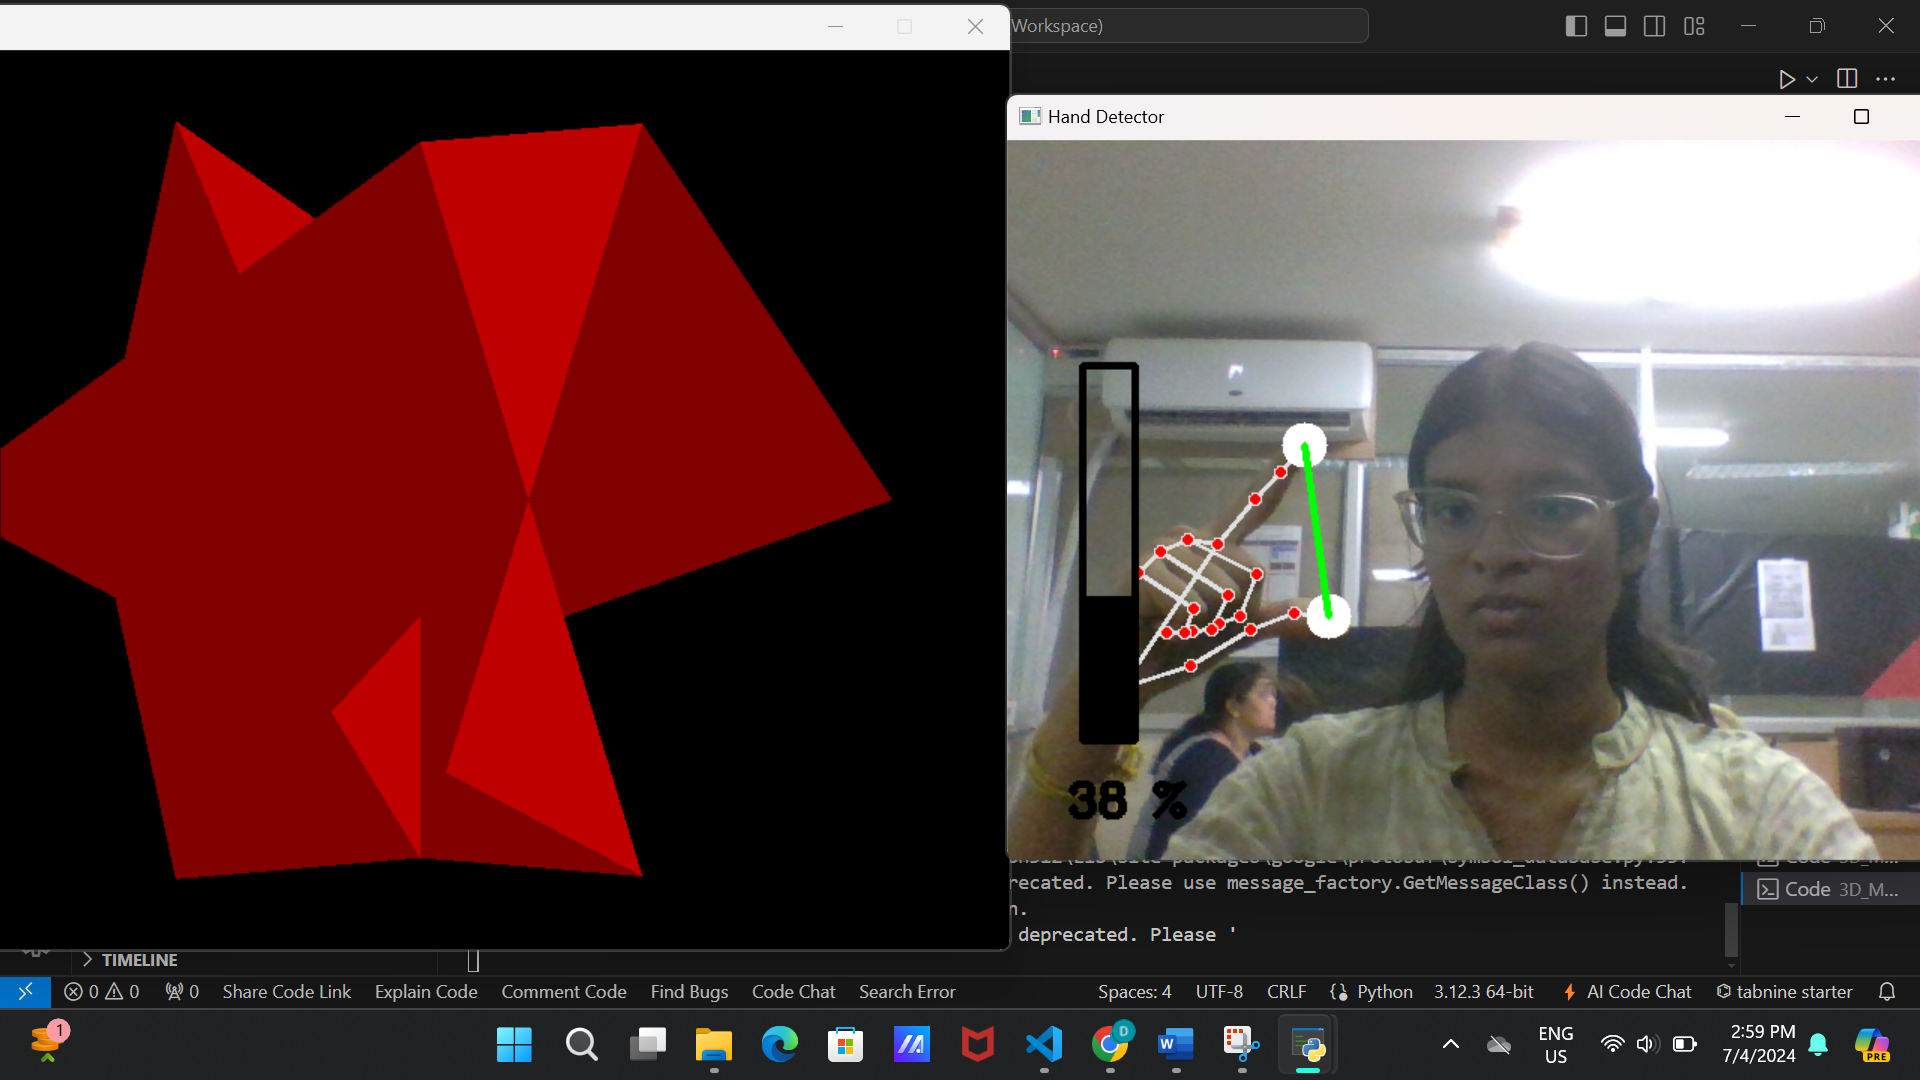 Workspace)
Hand Detector
38 %
recated. Please use message_factory.GetMessageClass() instead.
n.
deprecated. Please '
Code 3D_M...
TIMELINE
0 0 0 Share Code Link Explain Code Comment Code Find Bugs Code Chat Search Error Spaces: 4 UTF-8 CRLF Python 3.12.3 64-bit AI Code Chat tabnine starter
1
D
W
ENG
US
2:59 PM
7/4/2024
PRE